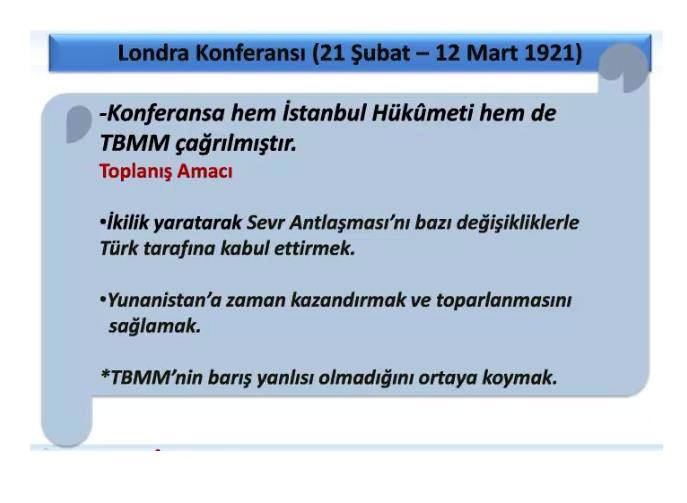 Londra Konferansı (21 Şubat – 12 Mart 1921)
-Konferansa hem İstanbul Hükûmeti hem de
TBMM çağrılmıştır.
Toplanış Amacı
•İkilik yaratarak Sevr Antlaşması’nı bazı değişikliklerle
Türk tarafına kabul ettirmek.
•Yunanistan’a zaman kazandırmak ve toparlanmasını
sağlamak.
*TBMM’nin barış yanlısı olmadığını ortaya koymak.